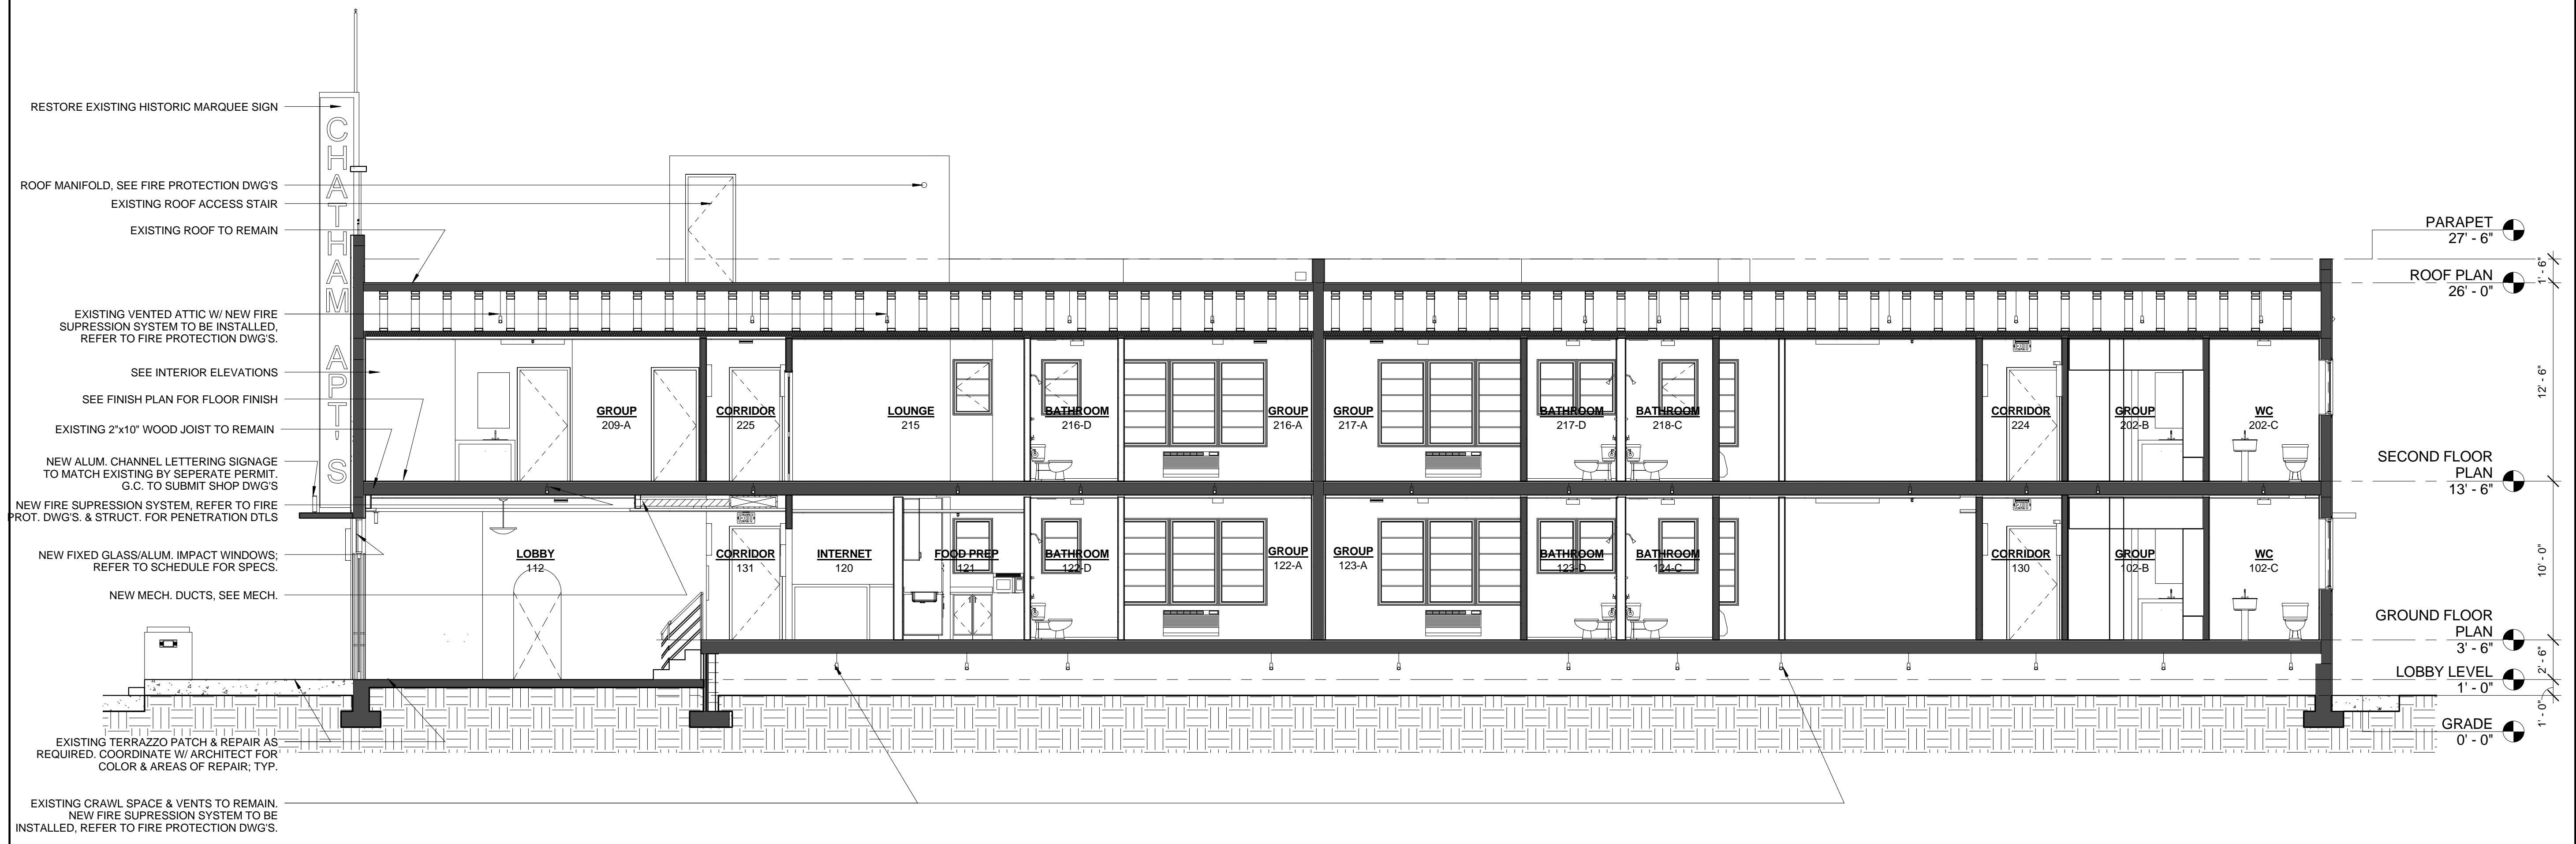 RESTORE EXISTING HISTORIC MARQUEE SIGN
ROOF MANIFOLD, SEE FIRE PROTECTION DWG'S
EXISTING ROOF ACCESS STAIR
EXISTING ROOF TO REMAIN
EXISTING VENTED ATTIC W/ NEW FIRE
SUPRESSION SYSTEM TO BE INSTALLED,
REFER TO FIRE PROTECTION DWG'S.
SEE INTERIOR ELEVATIONS
SEE FINISH PLAN FOR FLOOR FINISH
EXISTING 2"x10" WOOD JOIST TO REMAIN
NEW ALUM. CHANNEL LETTERING SIGNAGE
TO MATCH EXISTING BY SEPERATE PERMIT.
G.C. TO SUBMIT SHOP DWG'S
NEW FIRE SUPRESSION SYSTEM, REFER TO FIRE
PROT. DWG'S. & STRUCT. FOR PENETRATION DTLS
NEW FIXED GLASS/ALUM. IMPACT WINDOWS;
REFER TO SCHEDULE FOR SPECS.
NEW MECH. DUCTS, SEE MECH.
EXISTING TERRAZZO PATCH & REPAIR AS
REQUIRED. COORDINATE W/ ARCHITECT FOR
COLOR & AREAS OF REPAIR; TYP.
EXISTING CRAWL SPACE & VENTS TO REMAIN.
NEW FIRE SUPRESSION SYSTEM TO BE
INSTALLED, REFER TO FIRE PROTECTION DWG'S.
CHATHAM APT'S
GROUP
209-A
CORRIDOR
225
LOUNGE
215
BATHROOM
216-D
GROUP
216-A
GROUP
217-A
BATHROOM
217-D
BATHROOM
218-C
CORRIDOR
224
GROUP
202-B
WC
202-C
LOBBY
112
CORRIDOR
131
INTERNET
120
FOOD PREP
121
BATHROOM
122-D
GROUP
122-A
GROUP
123-A
BATHROOM
123-D
BATHROOM
124-C
CORRIDOR
130
GROUP
102-B
WC
102-C
PARAPET
27' - 6"
ROOF PLAN
26' - 0"
SECOND FLOOR
PLAN
13' - 6"
GROUND FLOOR
PLAN
3' - 6"
LOBBY LEVEL
1' - 0"
GRADE
0' - 0"
1' - 6"
12' - 6"
10' - 0"
2' - 6"
1' - 0"